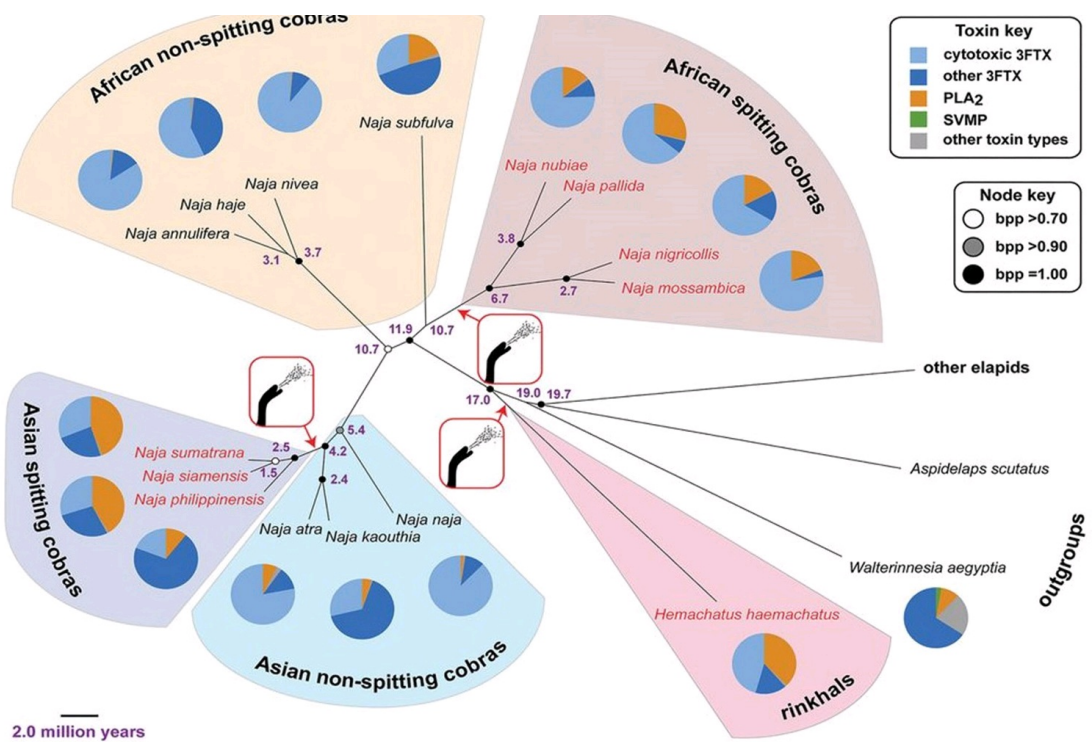 African non-spitting cobras
African spitting cobras
Toxin key
cytotoxic 3FTX
other 3FTX
PLA2
SVMP
other toxin types
Node key
bpp >0.70
bpp >0.90
bpp =1.00
Naja subfulva
Naja nivea
Naja haje
Naja annulifera
3.7
3.1
Naja nubiae
Naja pallida
3.8
Naja nigricollis
Naja mossambica
6.7
2.7
11.9
10.7
10.7
other elapids
17.0
19.0
19.7
Aspidelaps scutatus
Walterinnesia aegyptia
outgroups
Hemachatus haemachatus
rinkhals
Asian spitting cobras
Naja sumatrana
Naja siamensis
Naja philippinensis
2.5
1.5
5.4
4.2
2.4
Naja atra
Naja kaouthia
Naja naja
Asian non-spitting cobras
2.0 million years